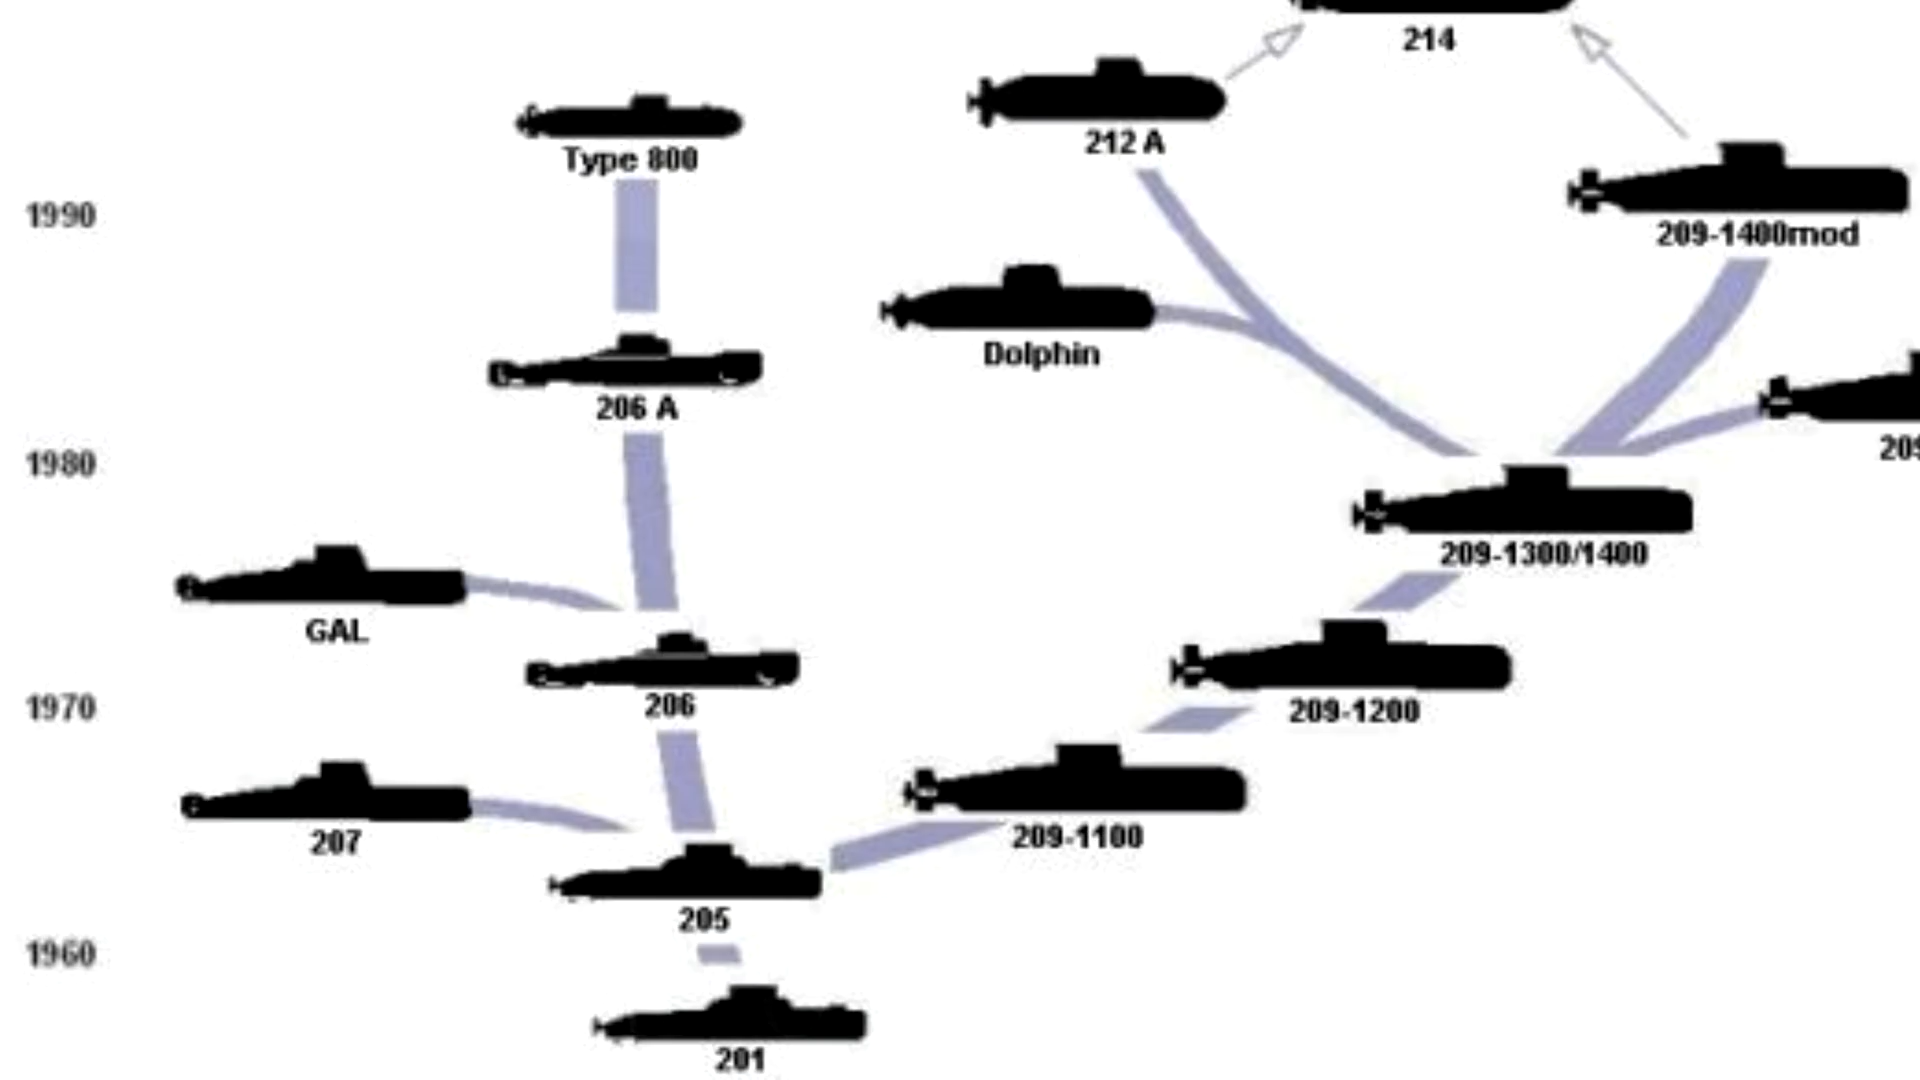 214
212 A
Type 800
1990
209-1400mod
Dolphin
206 A
1980
209-1300/1400
GAL
206
1970
209-1200
207
209-1100
205
1960
201